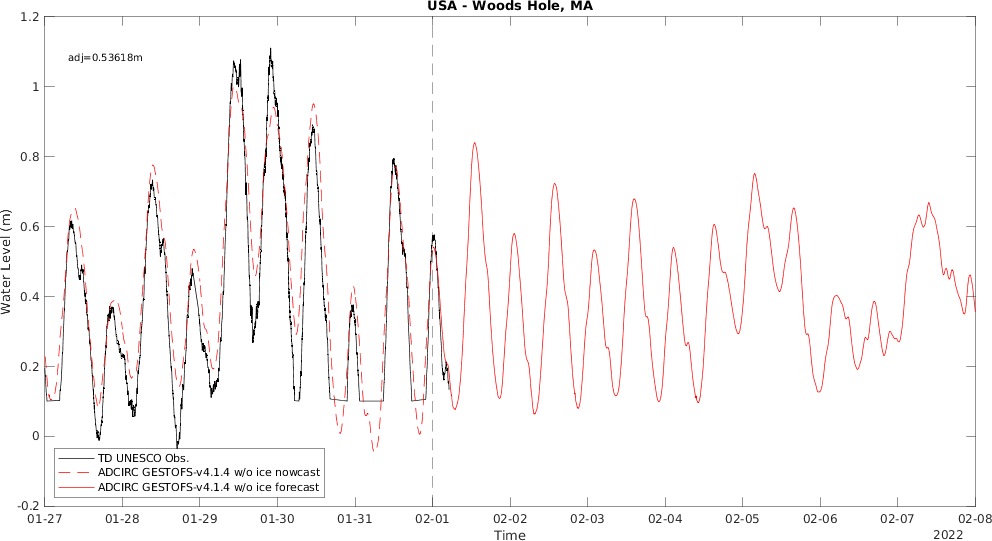 USA - Woods Hole, MA
1.2
adj=0.53618m
1
0.8
0.6
0.4
0.2
0
-0.2
Water Level (m)
TD UNESCO Obs.
ADCIRC GESTOFS-v4.1.4 w/o ice nowcast
ADCIRC GESTOFS-v4.1.4 w/o ice forecast
01-27 01-28 01-29 01-30 01-31 02-01 02-02 02-03 02-04 02-05 02-06 02-07 02-08
Time
2022